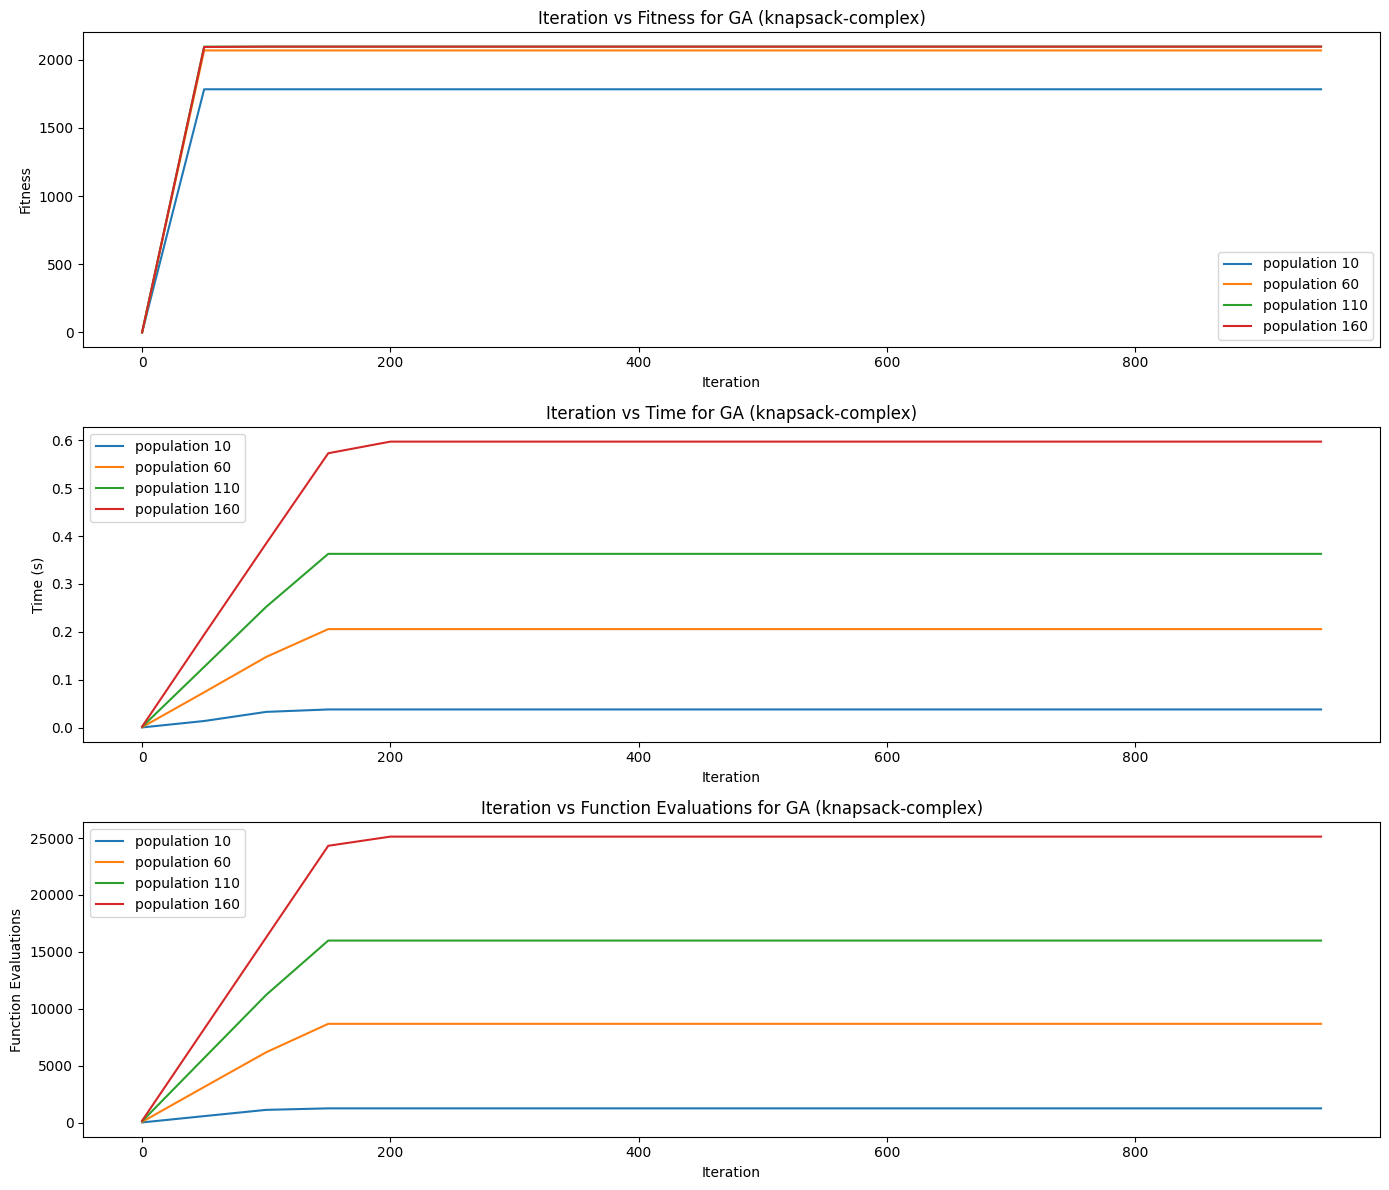 Iteration vs Fitness for GA (knapsack-complex)
2000
1500
1000
500
0
Fitness
0 200 400 600 800
Iteration
population 10
population 60
population 110
population 160
Iteration vs Time for GA (knapsack-complex)
0.6
0.5
0.4
0.3
0.2
0.1
0.0
Time (s)
population 10
population 60
population 110
population 160
0 200 400 600 800
Iteration
Iteration vs Function Evaluations for GA (knapsack-complex)
25000
20000
15000
10000
5000
0
Function Evaluations
population 10
population 60
population 110
population 160
0 200 400 600 800
Iteration